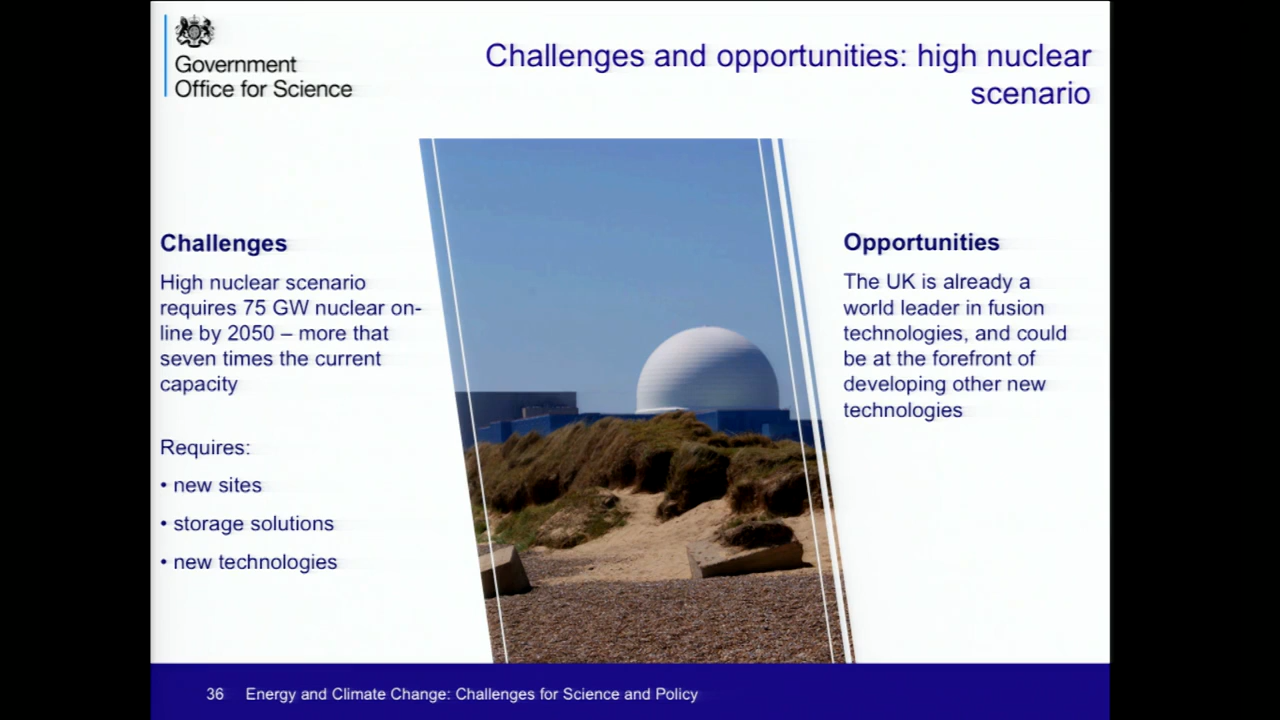 Government
Office for Science
Challenges and opportunities: high nuclear
scenario
Challenges
High nuclear scenario
requires 75 GW nuclear on-
line by 2050 – more that
seven times the current
capacity
Requires:
• new sites
• storage solutions
• new technologies
Opportunities
The UK is already a
world leader in fusion
technologies, and could
be at the forefront of
developing other new
technologies
36 Energy and Climate Change: Challenges for Science and Policy